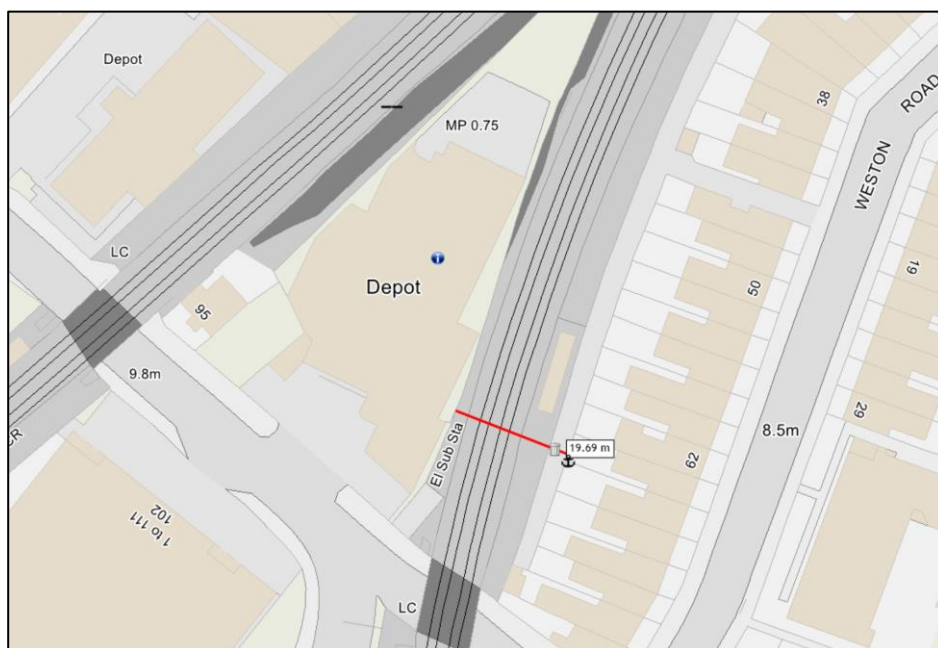 Depot
MP 0.75
38
WESTON
ROAD
LC
Depot
50
19
95
9.8m
CR
El Sub Sta
19.69 m
62
8.5m
29
1 to 111
102
LC